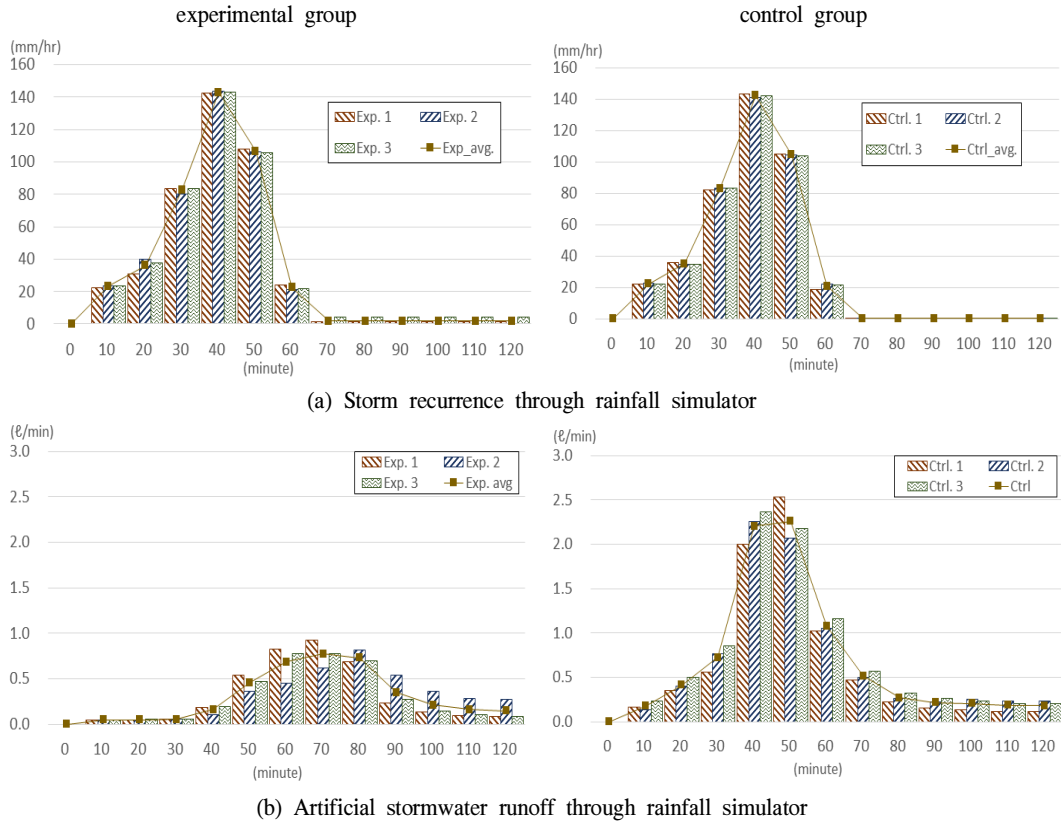 experimental group
control group
(mm/hr)
160
140
120
100
80
60
40
20
0
Exp. 1 Exp. 2
Exp. 3 Exp_avg.
0 10 20 30 40 50 60 70 80 90 100 110 120
(minute)
(mm/hr)
160
140
120
100
80
60
40
20
0
Ctrl. 1 Ctrl. 2
Ctrl. 3 Ctrl_avg.
0 10 20 30 40 50 60 70 80 90 100 110 120
(minute)
(a) Storm recurrence through rainfall simulator
(ℓ/min)
3.0
2.5
2.0
1.5
1.0
0.5
0.0
Exp. 1 Exp. 2
Exp. 3 Exp. avg
0 10 20 30 40 50 60 70 80 90 100 110 120
(minute)
(ℓ/min)
3.0
2.5
2.0
1.5
1.0
0.5
0.0
Ctrl. 1 Ctrl. 2
Ctrl. 3 Ctrl
0 10 20 30 40 50 60 70 80 90 100 110 120
(minute)
(b) Artificial stormwater runoff through rainfall simulator